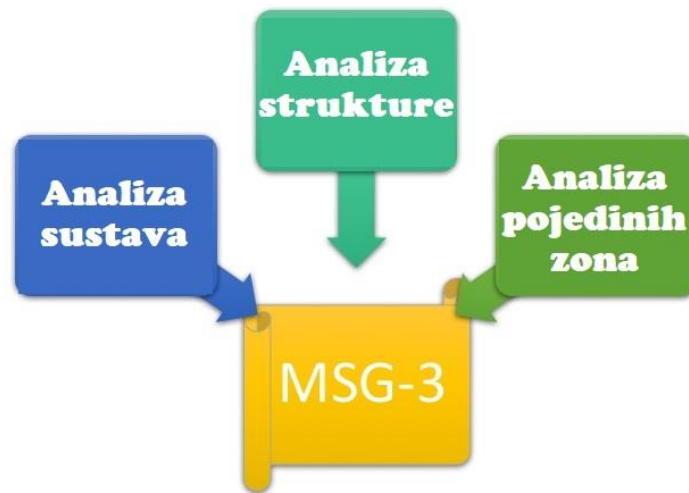 Analiza
strukture
Analiza
sustava
Analiza
pojedinih
zona
MSG-3